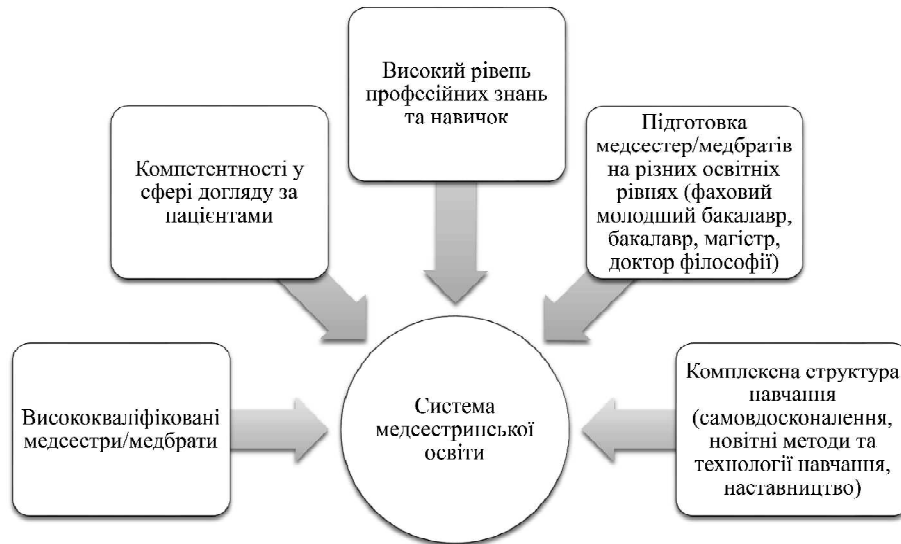 Високий рівень
професійних знань
та навичок
Компетентності у
сфері догляду за
пацієнтами
Підготовка
медсестер/медбратів
на різних освітніх
рівнях (фаховий
молодший бакалавр,
бакалавр, магістр,
доктор філософії)
Висококваліфіковані
медсестри/медбрати
Система
медсестринської
освіти
Комплексна структура
навчання
(самовдосконалення,
новітні методи та
технології навчання,
наставництво)